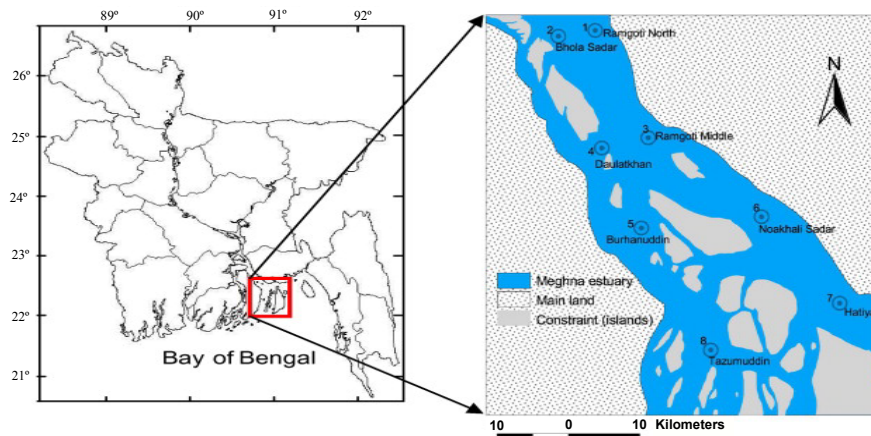 89º 90º 91º 92º
26º
25º
24º
23º
22º
21º
Bay of Bengal
2 1 Ramgoti North
Bhola Sadar
N
3
Ramgoti Middle
4
Daulatkhan
6
5
Noakhali Sadar
Burhanuddin
Meghna estuary
Main land
Constraint (islands)
7
Hatiya
8
Tazumuddin
10 0 10 Kilometers